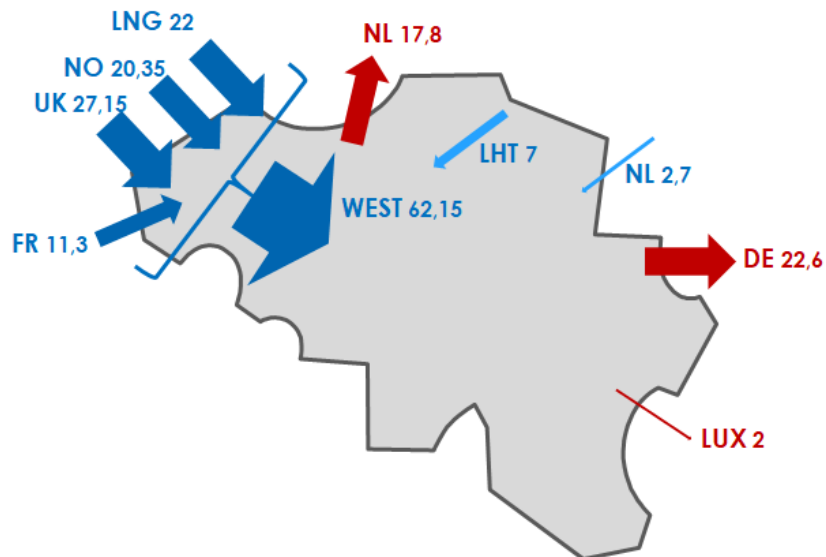 LNG 22
NL 17,8
NO 20,35
UK 27,15
LHT 7
NL 2,7
WEST 62,15
FR 11,3
DE 22,6
LUX 2